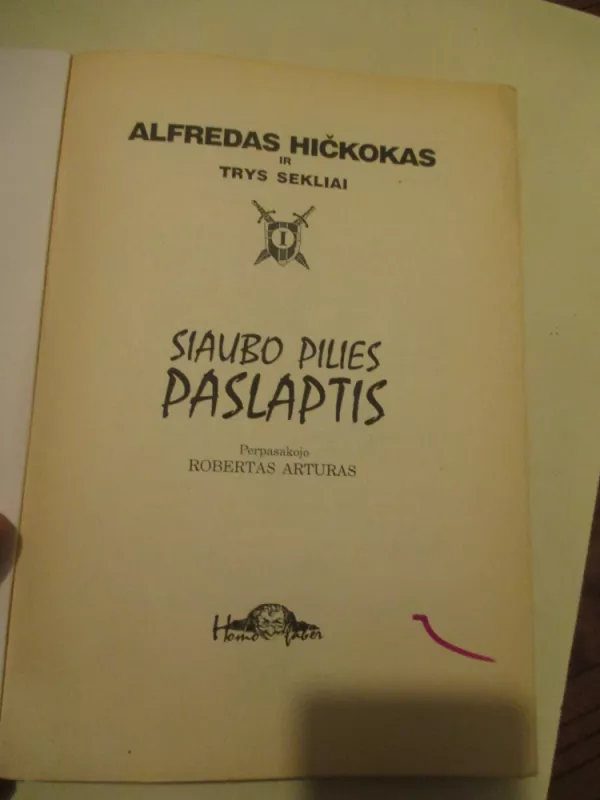 ALFREDAS HIČKOKAS
IR
TRYS SEKLIAI
I
SIAUBO PILIES
PASLAPTIS
Perpasakojo
ROBERTAS ARTURAS
Homo faber